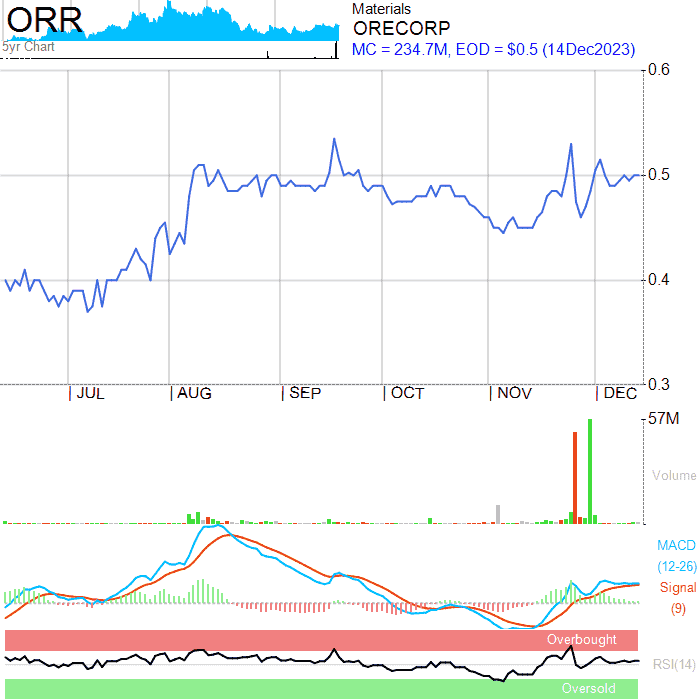 ORR
5yr Chart
Materials
ORECORP
MC = 234.7M, EOD = $0.5 (14Dec2023)
0.6
0.5
0.4
0.3
JUL AUG SEP OCT NOV DEC
57M
Volume
MACD
(12-26)
Signal
(9)
Overbought
RSI(14)
Oversold